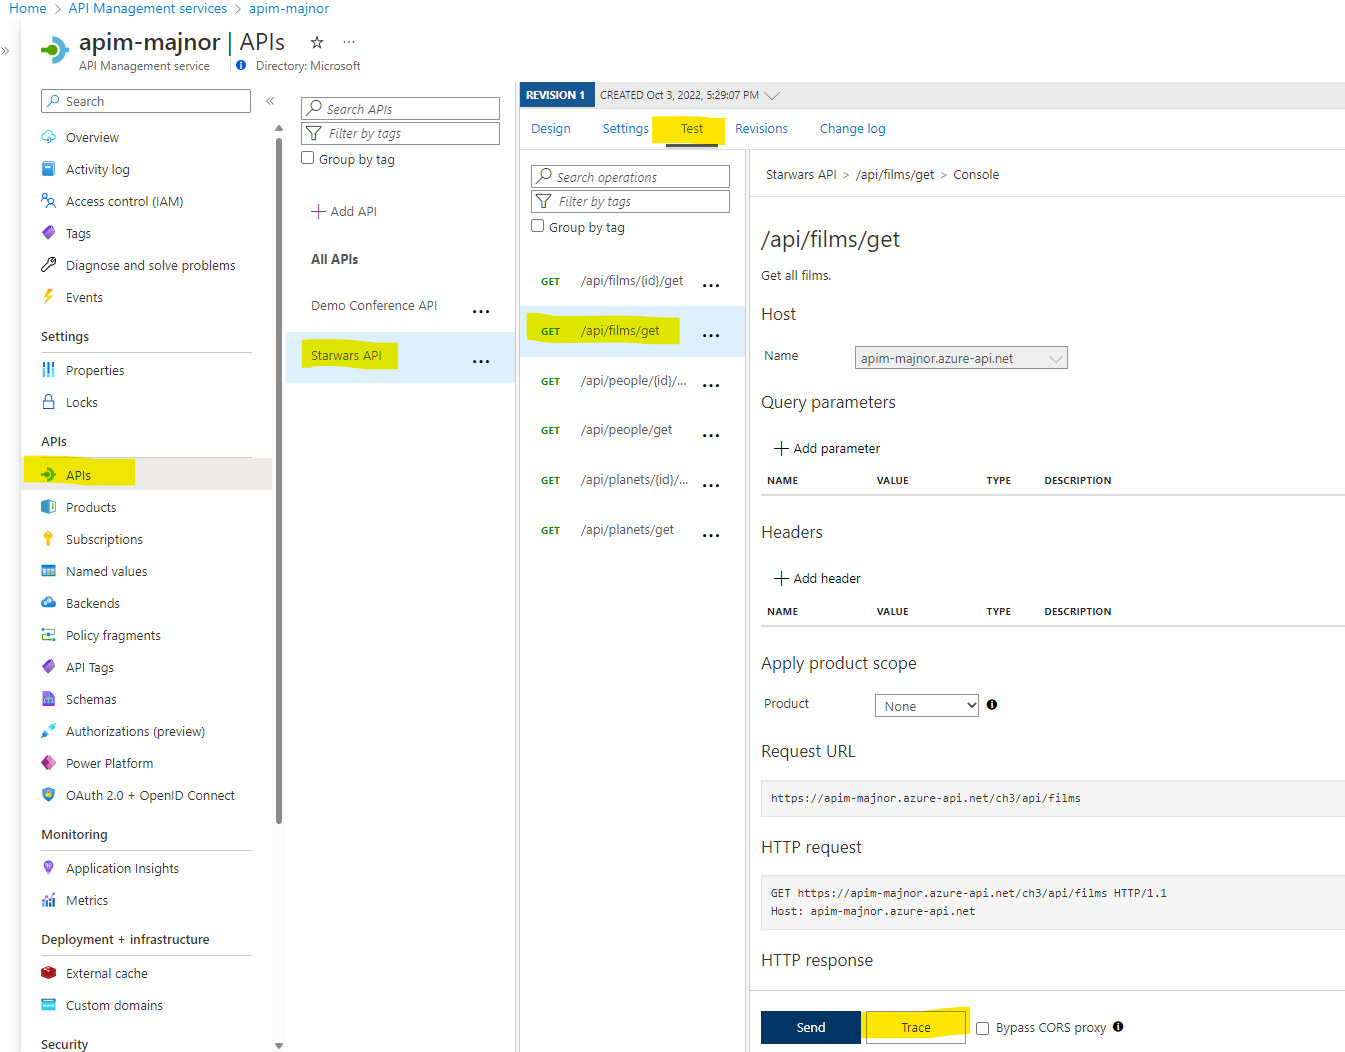 Home > API Management services > apim-majnor
apim-majnor | APIs
API Management service
Directory: Microsoft
Search
Overview
Activity log
Access control (IAM)
Tags
Diagnose and solve problems
Events
Settings
Properties
Locks
APIs
APIs
Products
Subscriptions
Named values
Backends
Policy fragments
API Tags
Schemas
Authorizations (preview)
Power Platform
OAuth 2.0 + OpenID Connect
Monitoring
Application Insights
Metrics
Deployment + infrastructure
External cache
Custom domains
Security
Search APIs
Filter by tags
Group by tag
Add API
All APIs
Demo Conference API ...
Starwars API ...
REVISION 1 CREATED Oct 3, 2022, 5:29:07 PM
Design Settings Test Revisions Change log
Search operations
Filter by tags
Group by tag
GET /api/films/{id}/get ...
GET /api/films/get ...
GET /api/people/{id}/... ...
GET /api/people/get ...
GET /api/planets/{id}/... ...
GET /api/planets/get ...
Starwars API > /api/films/get > Console
/api/films/get
Get all films.
Host
Name apim-majnor.azure-api.net
Query parameters
Add parameter
NAME VALUE TYPE DESCRIPTION
Headers
Add header
NAME VALUE TYPE DESCRIPTION
Apply product scope
Product None
Request URL
https://apim-majnor.azure-api.net/ch3/api/films
HTTP request
GET https://apim-majnor.azure-api.net/ch3/api/films HTTP/1.1
Host: apim-majnor.azure-api.net
HTTP response
Send Trace Bypass CORS proxy